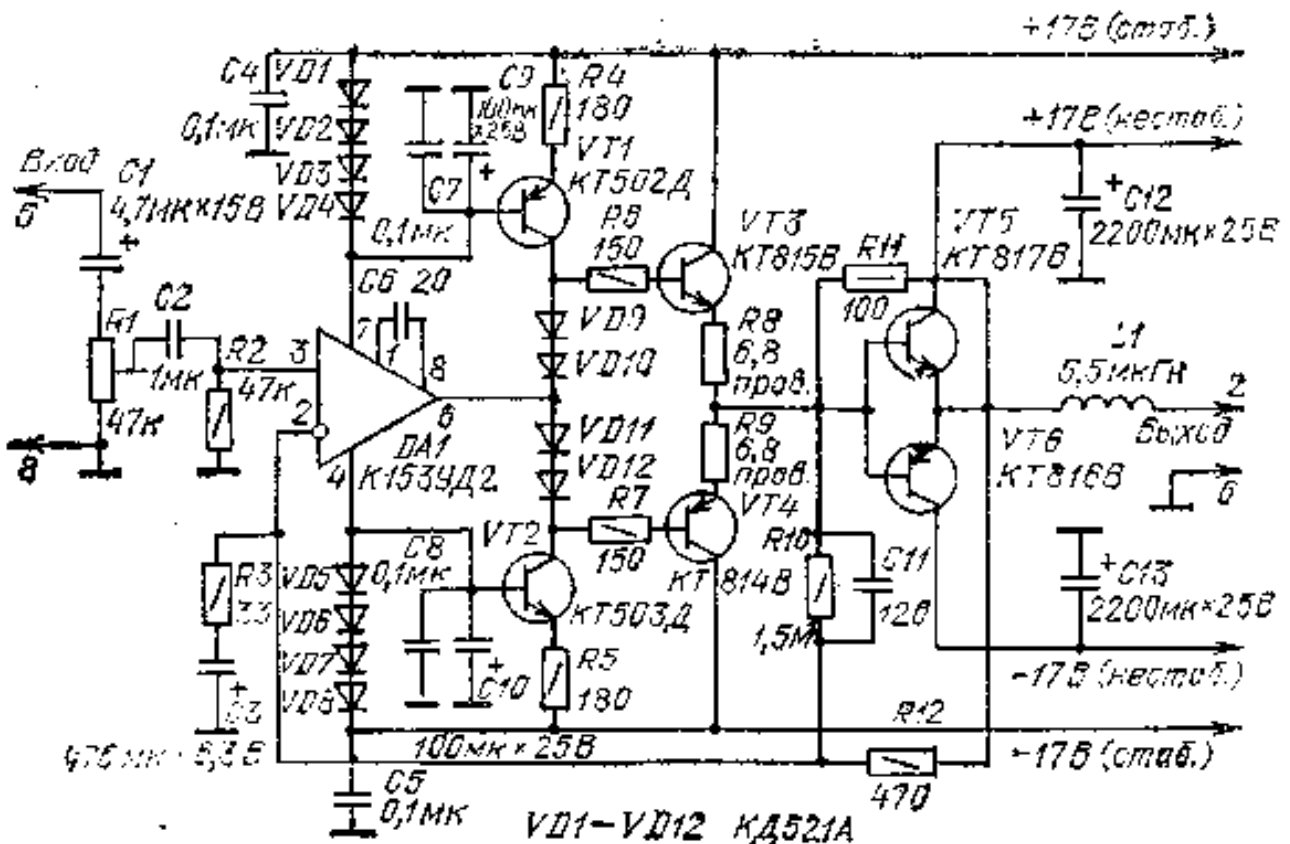 +17В (стаб.)
C4
VD1
C9
R4
100мк
×25В
180
+17В (нестаб.)
0,1мк
VD2
VT1
Вход
C1
VD3
C7
КТ502Д
б
4,7мк×15В
VD4
R6
VT3
VT5
C12
0,1мк
150
КТ815В
R11
КТ817В
2200мк×25В
C6 20
C2
7
1
VD9
R8
100
R1
R2
3
8
VD10
6,8
пров.
L1
1мк
47к
5,5мкГн
2
2
6
VD11
R9
Выход
47к
DA1
VD12
6,8
VT6
8
4
К153УД2
R7
пров.
КТ816В
б
VT2
VT4
R10
C8
150
C11
C13
R3
VD5
0,1мк
КТ814В
120
2200мк×25В
33
VD6
КТ503Д
1,5М
VD7
R5
C3
VD8
C10
180
-17В (нестаб.)
R12
100мк×25В
-17В (стаб.)
C5
470
0,1мк
VD1-VD12 КД521А